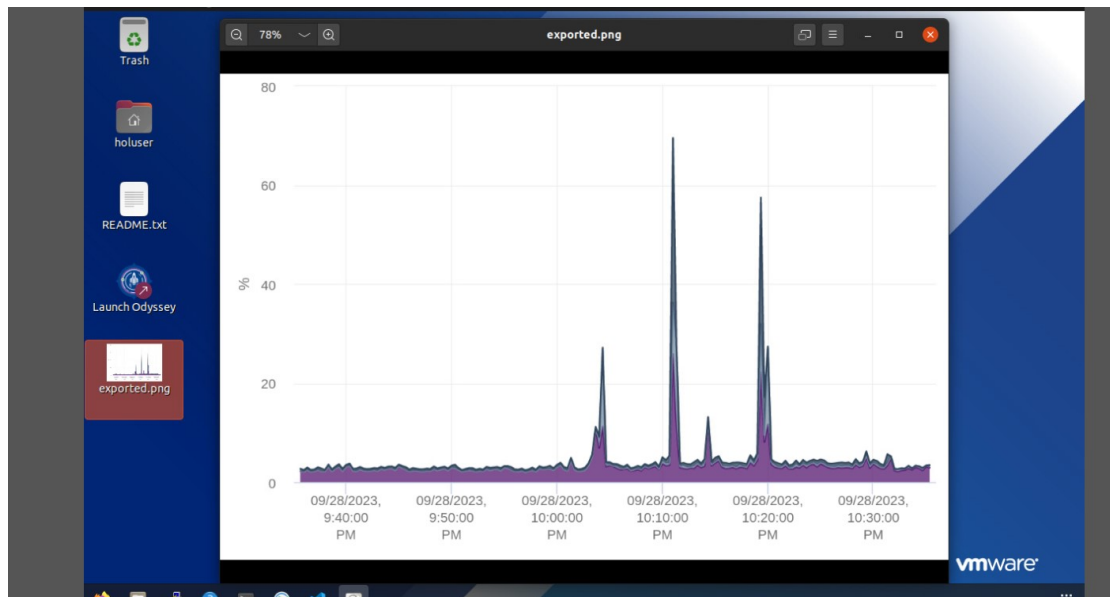 78%
exported.png
Trash
holuser
README.txt
Launch Odyssey
exported.png
80
60
%
40
20
0
09/28/2023,
9:40:00
PM
09/28/2023,
9:50:00
PM
09/28/2023,
10:00:00
PM
09/28/2023,
10:10:00
PM
09/28/2023,
10:20:00
PM
09/28/2023,
10:30:00
PM
vmware